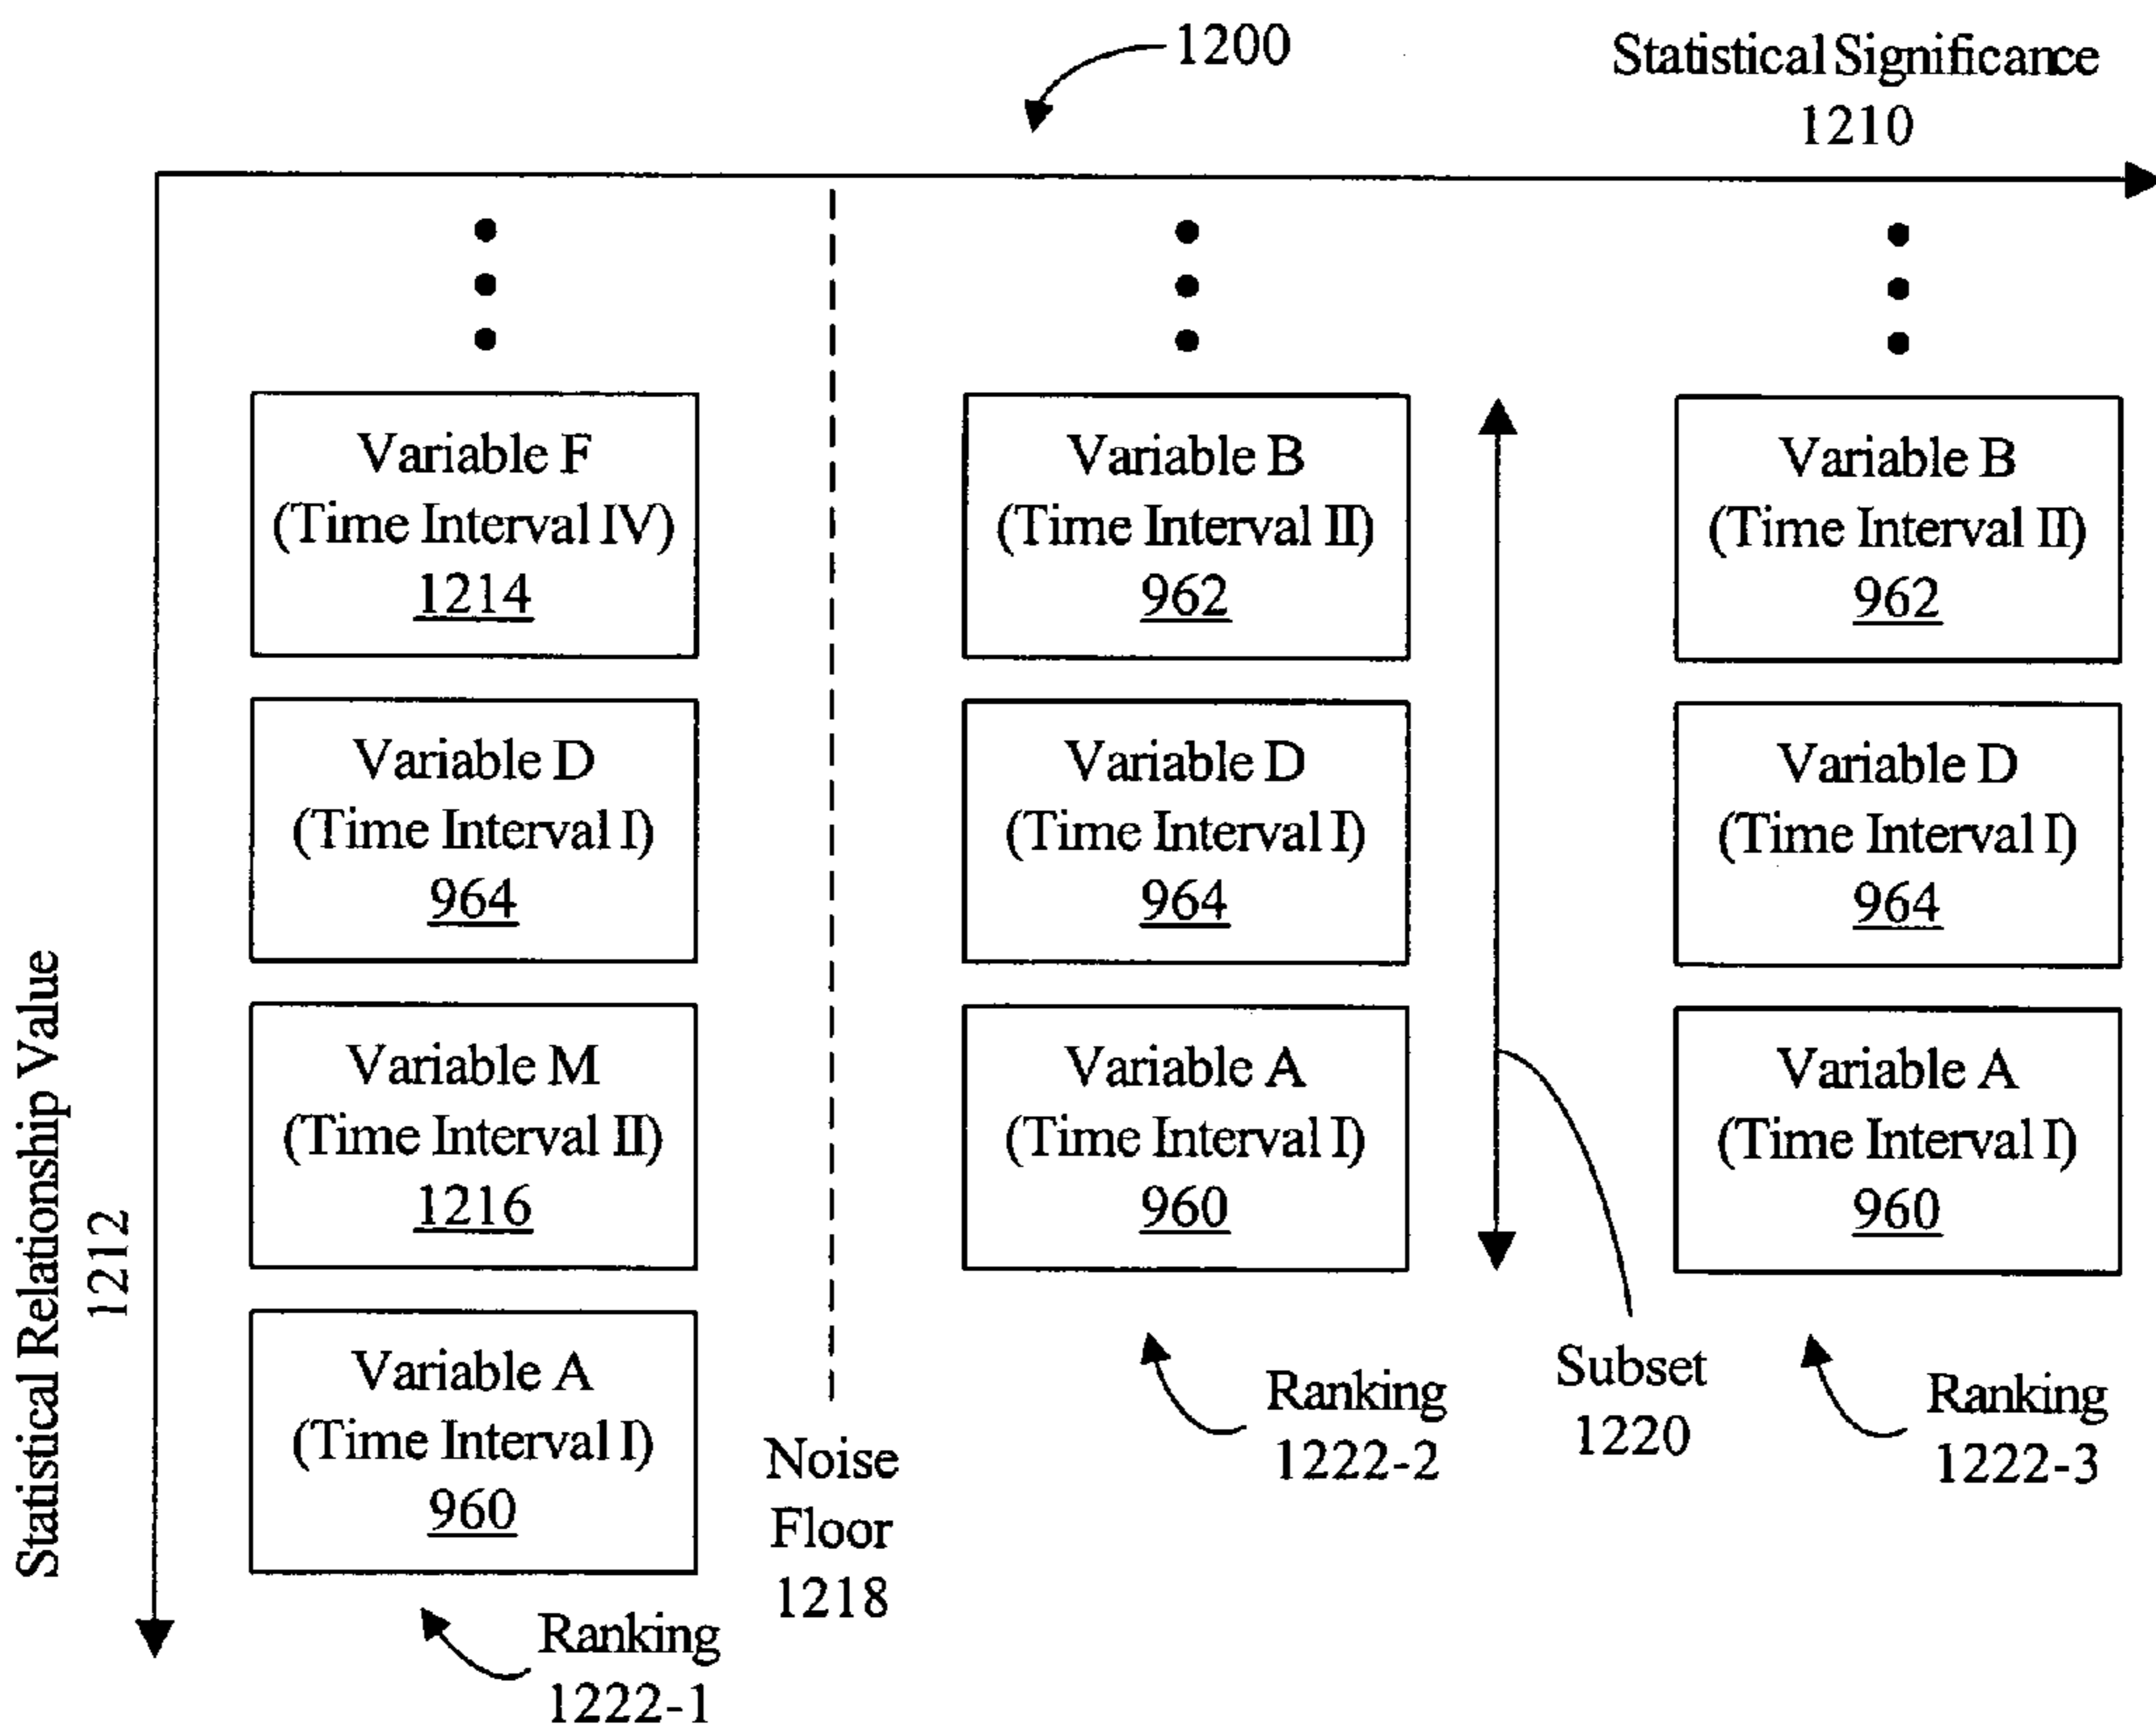 1200
Statistical Significance
1210
Variable F
(Time Interval IV)
1214
Variable D
(Time Interval I)
964
Variable M
(Time Interval II)
1216
Variable A
(Time Interval I)
960
Ranking
1222-1
Statistical Relationship Value
1212
Noise
Floor
1218
Variable B
(Time Interval II)
962
Variable D
(Time Interval I)
964
Variable A
(Time Interval I)
960
Ranking
1222-2
Subset
1220
Variable B
(Time Interval II)
962
Variable D
(Time Interval I)
964
Variable A
(Time Interval I)
960
Ranking
1222-3